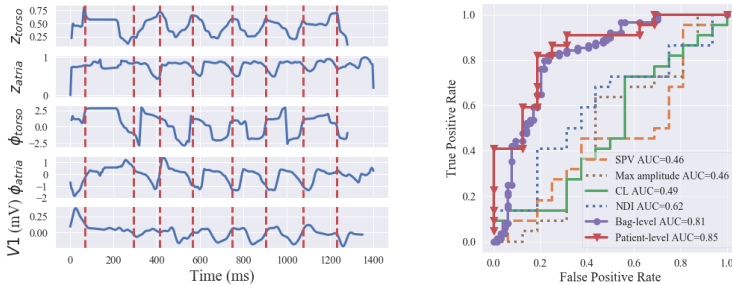 z_torso
0.75
0.50
0.25
z_atria
1
0
ϕ_torso
2.5
0.0
−2.5
ϕ_atria
1
0
−1
−2
V1 (mV)
0.25
0.00
0 200 400 600 800 1000 1200 1400
Time (ms)
True Positive Rate
1.0
0.8
0.6
0.4
0.2
0.0
SPV AUC=0.46
Max amplitude AUC=0.46
CL AUC=0.49
NDI AUC=0.62
Bag-level AUC=0.81
Patient-level AUC=0.85
0.0 0.2 0.4 0.6 0.8 1.0
False Positive Rate